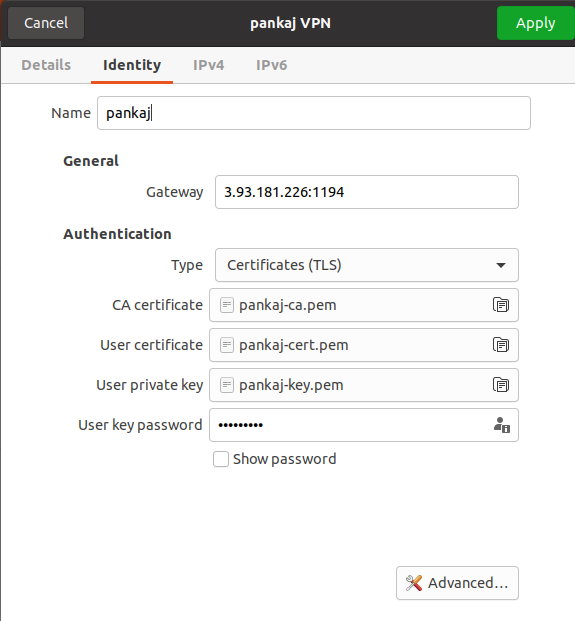 Cancel pankaj VPN Apply
Details Identity IPv4 IPv6
Name pankaj
General
Gateway 3.93.181.226:1194
Authentication
Type Certificates (TLS)
CA certificate pankaj-ca.pem
User certificate pankaj-cert.pem
User private key pankaj-key.pem
User key password •••••••••
Show password
Advanced...